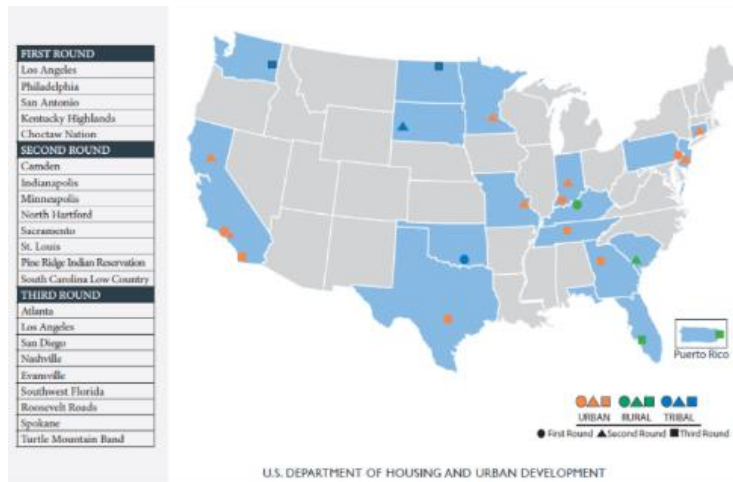 FIRST ROUND
Los Angeles
Philadelphia
San Antonio
Kentucky Highlands
Choctaw Nation
SECOND ROUND
Camden
Indianapolis
Minneapolis
North Hartford
Sacramento
St. Louis
Pine Ridge Indian Reservation
South Carolina Low Country
THIRD ROUND
Atlanta
Los Angeles
San Diego
Nashville
Evansville
Southwest Florida
Roosevelt Roads
Spokane
Turtle Mountain Band
Puerto Rico
URBAN RURAL TRIBAL
First Round Second Round Third Round
U.S. DEPARTMENT OF HOUSING AND URBAN DEVELOPMENT